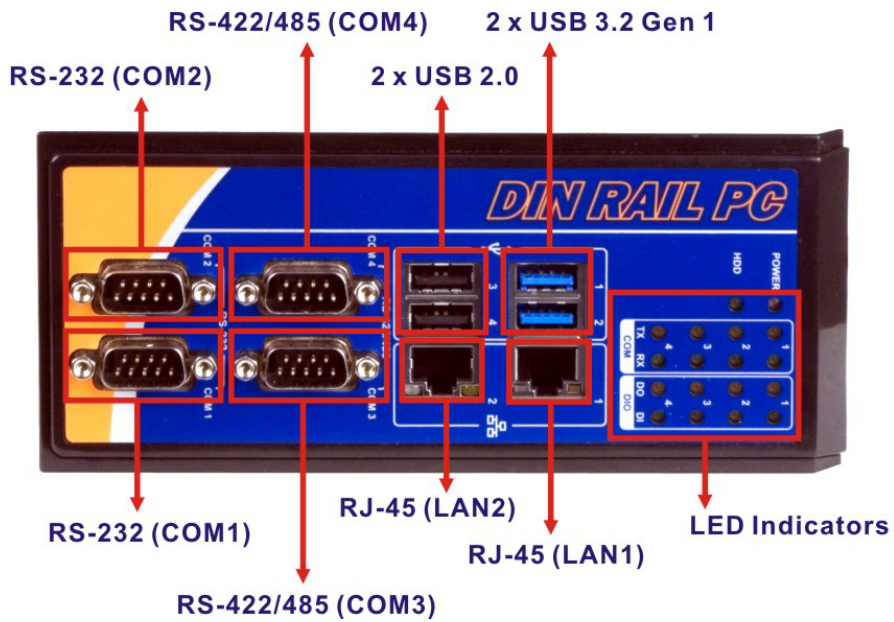 RS-422/485 (COM4)
2 x USB 3.2 Gen 1
RS-232 (COM2)
2 x USB 2.0
DIN RAIL PC
COM 2
COM 4
3
4
1
2
HDD
POWER
COM 1
COM 3
2
1
COM
TX
RX
4
3
2
1
DIO
DO
DI
4
3
2
1
RJ-45 (LAN2)
LED Indicators
RS-232 (COM1)
RJ-45 (LAN1)
RS-422/485 (COM3)